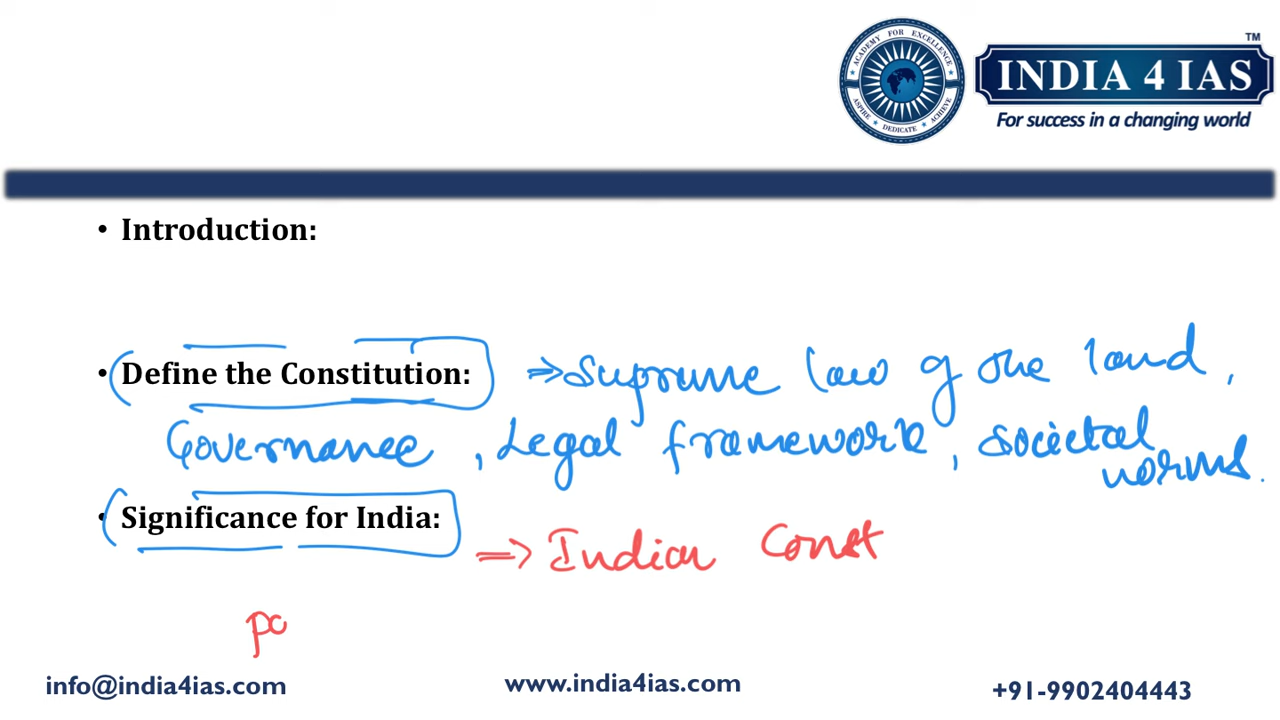 ACADEMY FOR EXCELLENCE
ASPIRE ★ DEDICATE ★ ACHIEVE
TM
INDIA 4 IAS
For success in a changing world
• Introduction:
• Define the Constitution: ⇒ Supreme law of the land,
Governance, Legal framework, societal
norms.
• Significance for India: ⇒ Indian Const
po
info@india4ias.com www.india4ias.com +91-9902404443